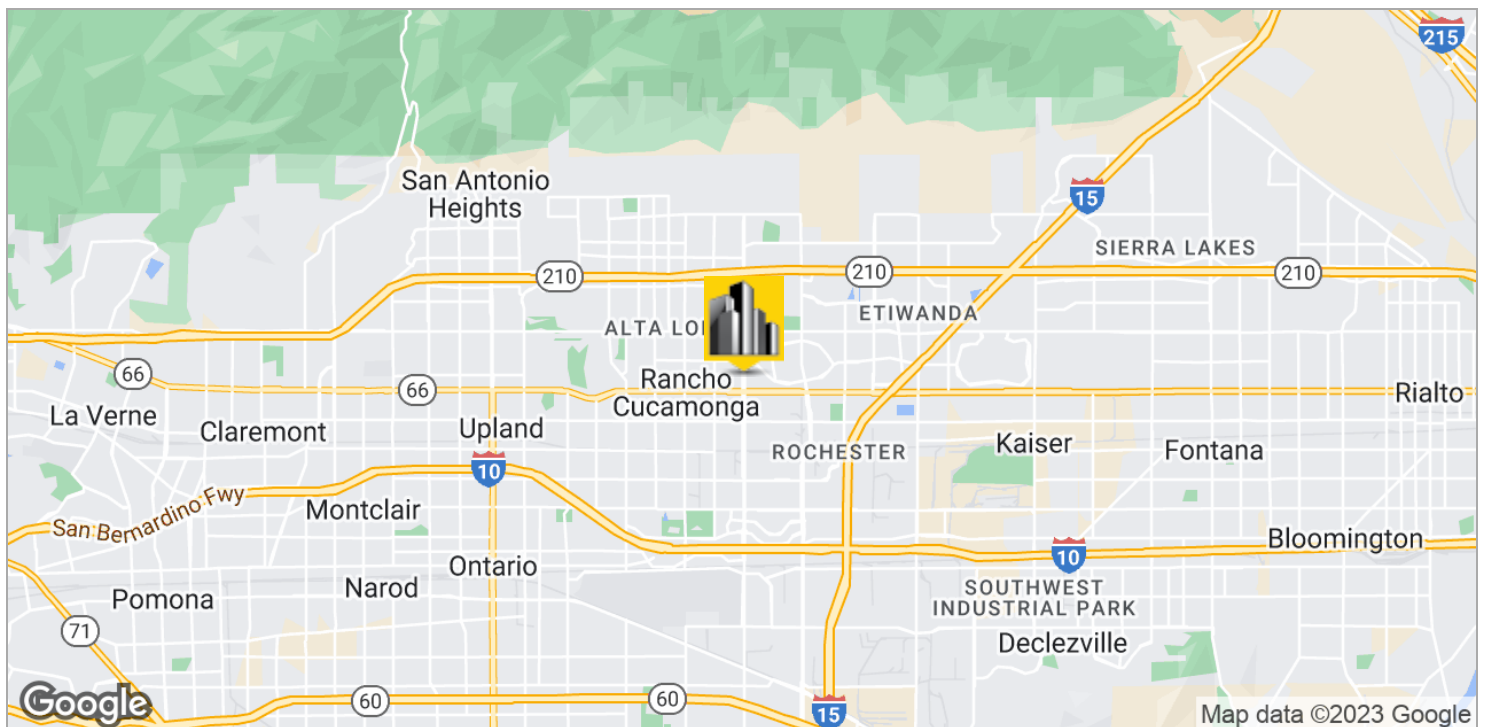 215
San Antonio
Heights
15
SIERRA LAKES
210
210
210
ETIWANDA
ALTA LO
66
66
Rancho
Cucamonga
Rialto
La Verne
Claremont
Upland
ROCHESTER
Kaiser
Fontana
10
San Bernardino Fwy
Montclair
Bloomington
10
Ontario
Narod
Pomona
SOUTHWEST
INDUSTRIAL PARK
71
Declezville
60
60
15
Google
Map data ©2023 Google